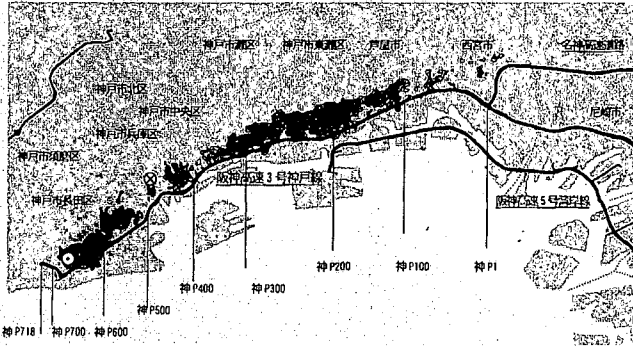 神戸市灘区
神戸市東灘区
芦屋市
西宮市
名神高速道路
神戸市北区
神戸市中央区
尼崎市
神戸市兵庫区
神戸市須磨区
阪神高速3号神戸線
神戸市長田区
阪神高速5号湾岸線
神P200
神P100
神P1
神P400
神P300
神P500
神P718
神P700
神P600